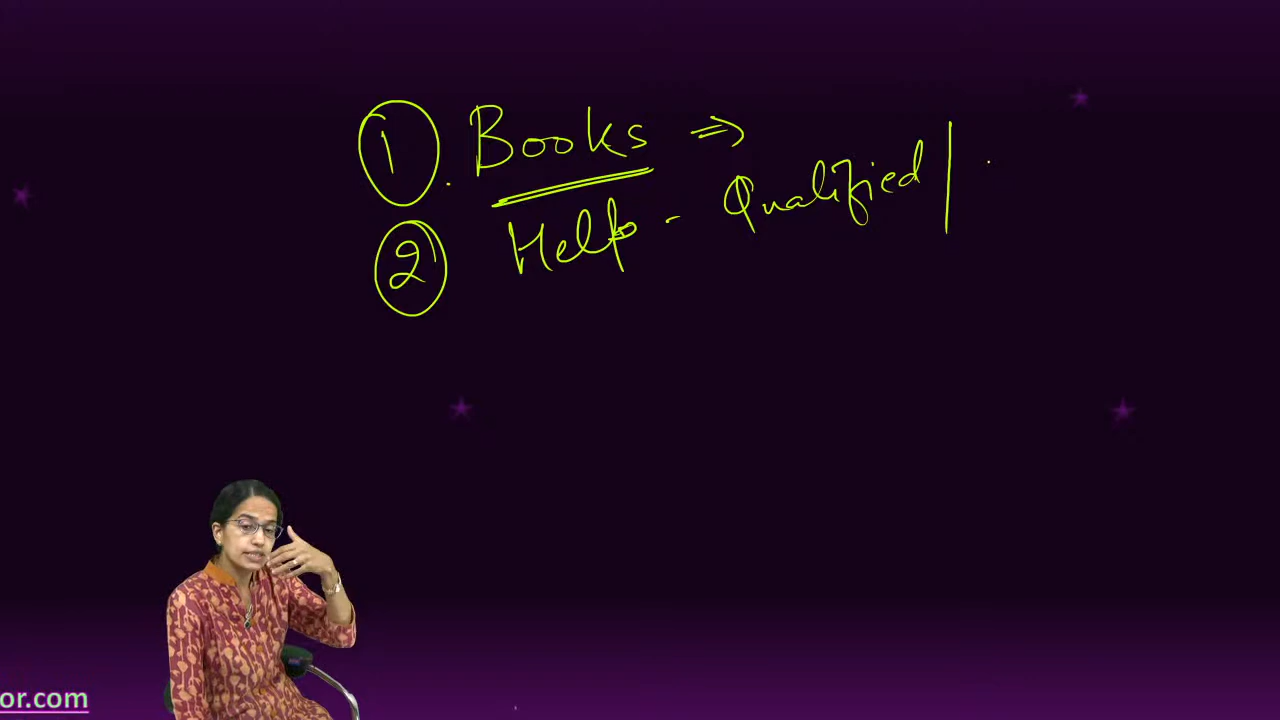 1. Books ⇒
2 Help - Qualified |
or.com